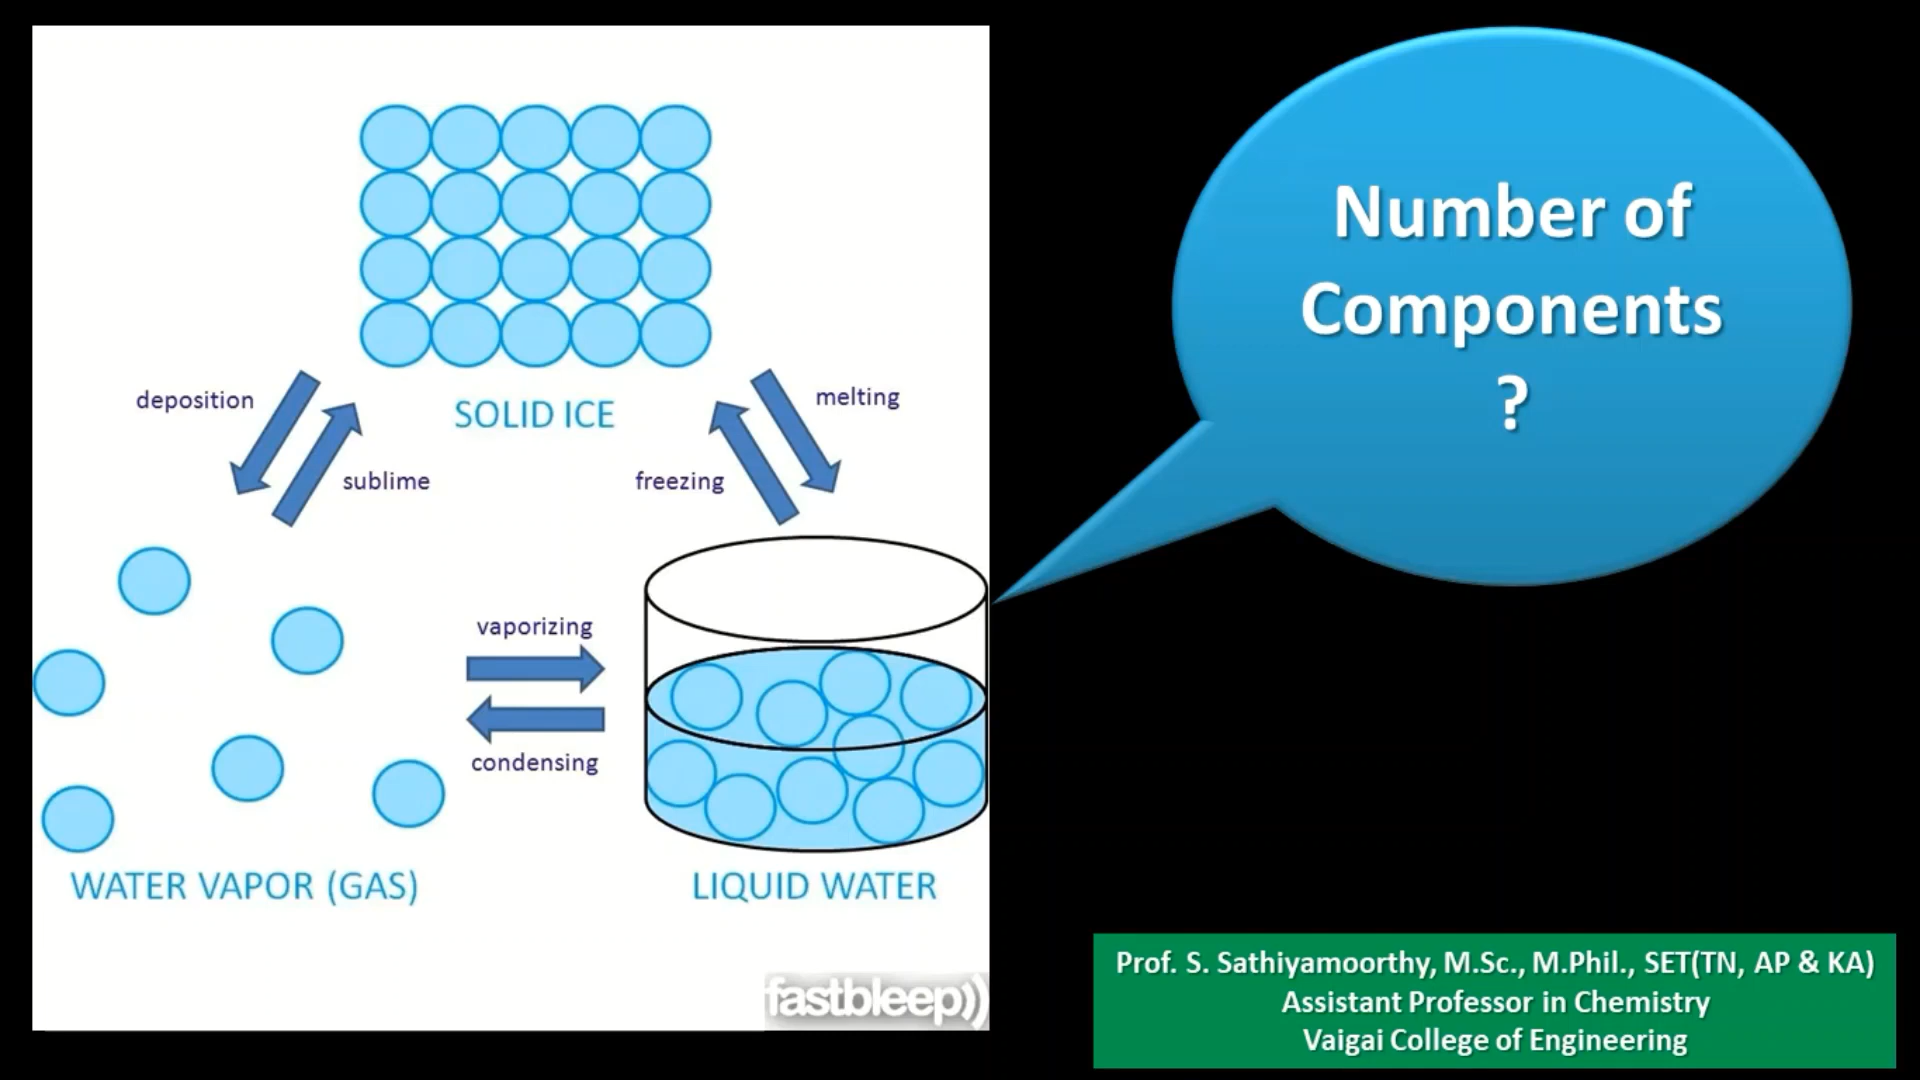 Number of
Components
?
deposition
SOLID ICE
melting
sublime
freezing
vaporizing
condensing
WATER VAPOR (GAS)
LIQUID WATER
fastbleep))
Prof. S. Sathiyamoorthy, M.Sc., M.Phil., SET(TN, AP & KA)
Assistant Professor in Chemistry
Vaigai College of Engineering